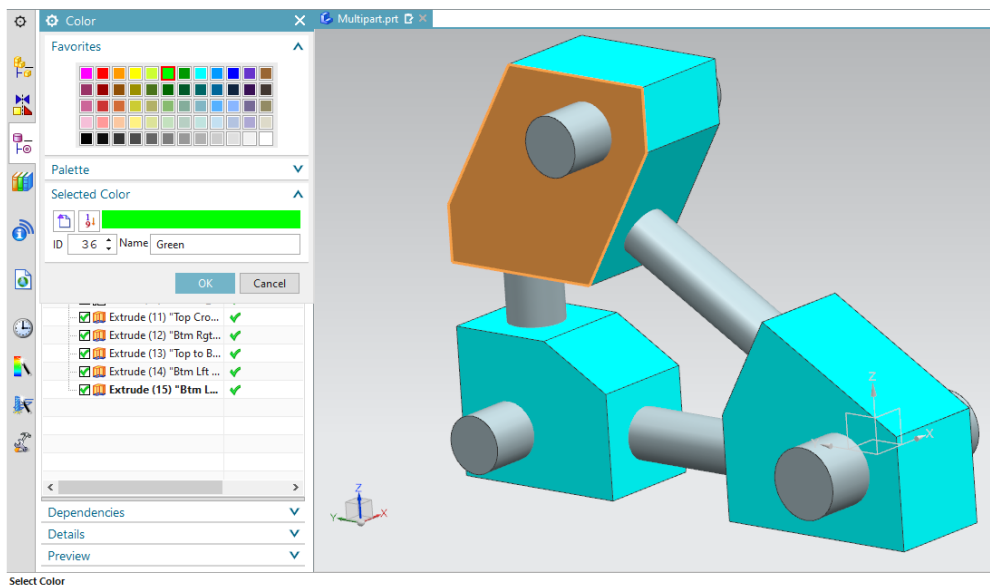 Color
Multipart.prt
Favorites
Palette
Selected Color
ID 36 Name Green
OK Cancel
Extrude (11) "Top Cro...
Extrude (12) "Btm Rgt...
Extrude (13) "Top to B...
Extrude (14) "Btm Lft ...
Extrude (15) "Btm L...
Dependencies
Details
Preview
Select Color
Z
X
Z
Y
X